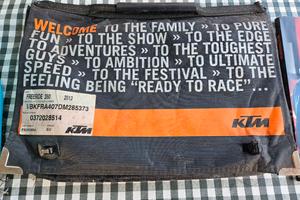 WELCOME TO THE FAMILY » TO PURE
FUN » TO THE SHOW » TO THE EDGE
TO ADVENTURES » TO THE TOUGHEST
GUYS » TO AMBITION » TO ULTIMATE
SPEED » TO THE FESTIVAL » TO THE
FEELING BEING "READY TO RACE"...
FREERIDE 350 2013
VBKFRA407DM285373
0372028514
KTM
KTM